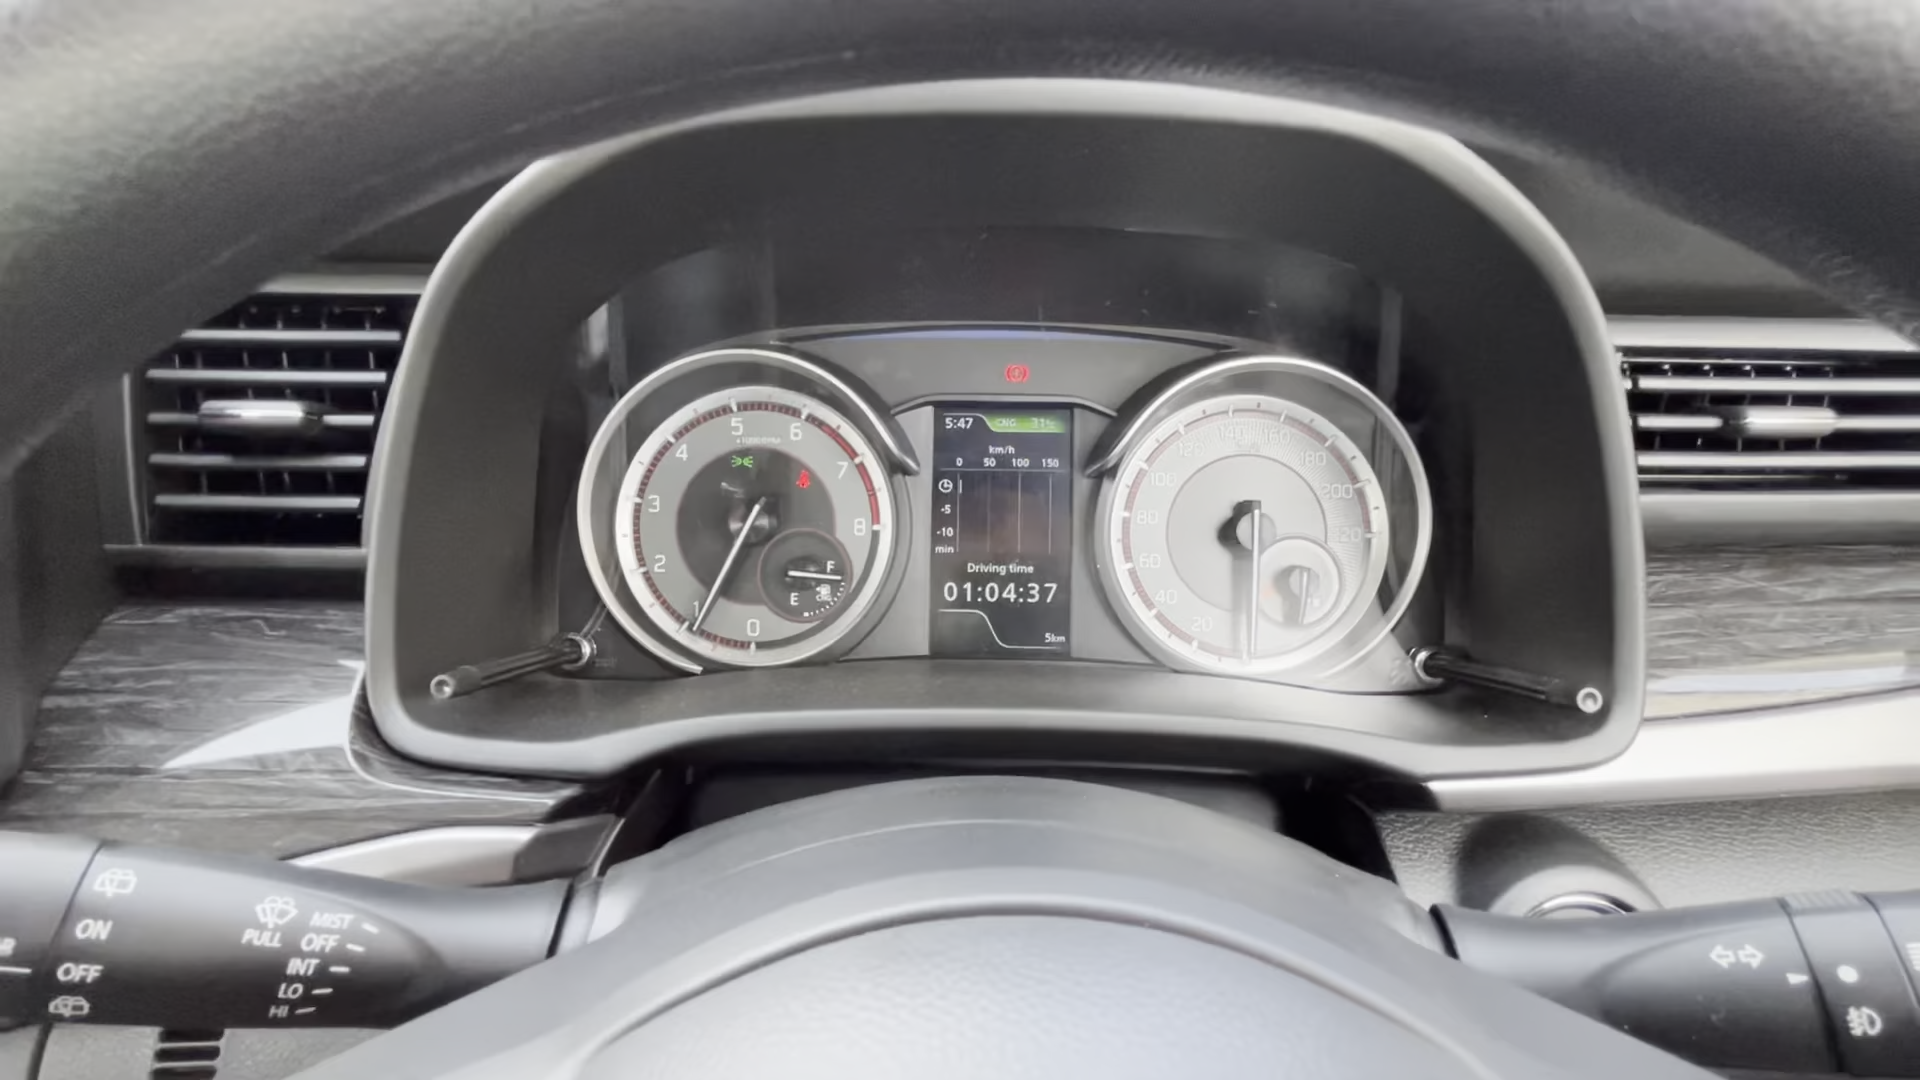 5:47 CNG
km/h
0 50 100 150
-5
-10
min
Driving time
01:04:37
5km
0
1
2
3
4
5
6
7
8
F
E
20
40
60
80
100
120
140
160
180
200
220
ON
OFF
PULL
MIST
OFF
INT
LO
HI